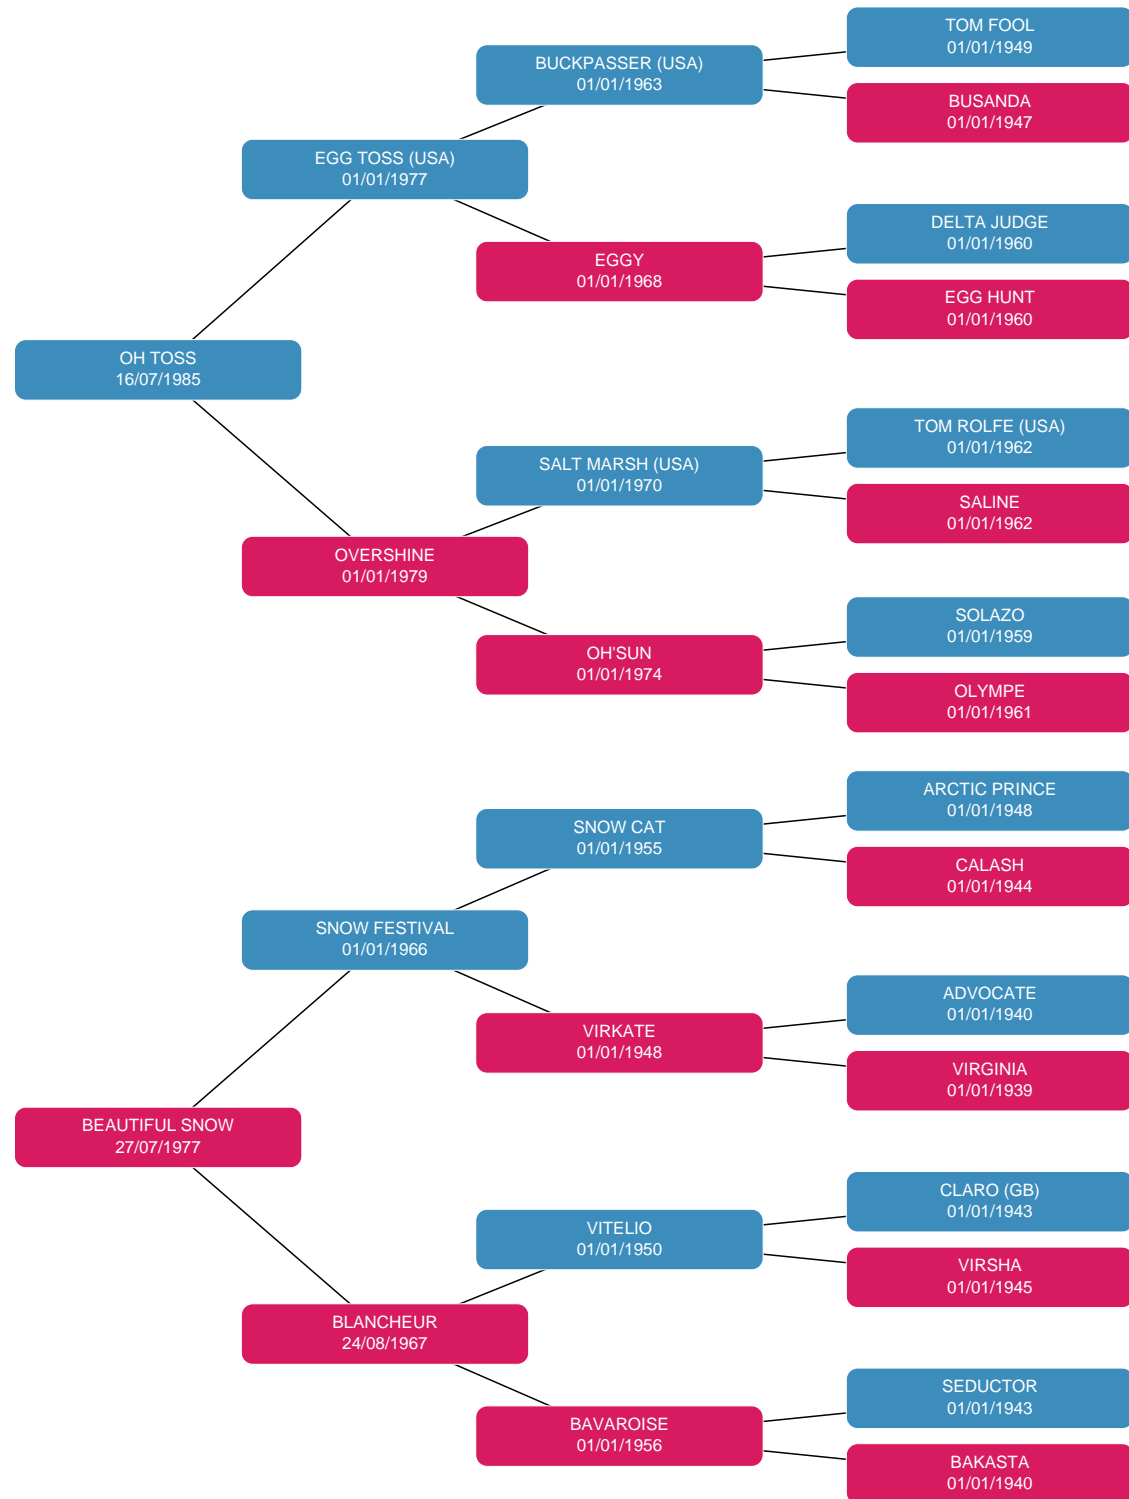 TOM FOOL
01/01/1949
BUCKPASSER (USA)
01/01/1963
BUSANDA
01/01/1947
EGG TOSS (USA)
01/01/1977
DELTA JUDGE
01/01/1960
EGGY
01/01/1968
EGG HUNT
01/01/1960
OH TOSS
16/07/1985
TOM ROLFE (USA)
01/01/1962
SALT MARSH (USA)
01/01/1970
SALINE
01/01/1962
OVERSHINE
01/01/1979
SOLAZO
01/01/1959
OH'SUN
01/01/1974
OLYMPE
01/01/1961
ARCTIC PRINCE
01/01/1948
SNOW CAT
01/01/1955
CALASH
01/01/1944
SNOW FESTIVAL
01/01/1966
ADVOCATE
01/01/1940
VIRKATE
01/01/1948
VIRGINIA
01/01/1939
BEAUTIFUL SNOW
27/07/1977
CLARO (GB)
01/01/1943
VITELIO
01/01/1950
VIRSHA
01/01/1945
BLANCHEUR
24/08/1967
SEDUCTOR
01/01/1943
BAVAROISE
01/01/1956
BAKASTA
01/01/1940